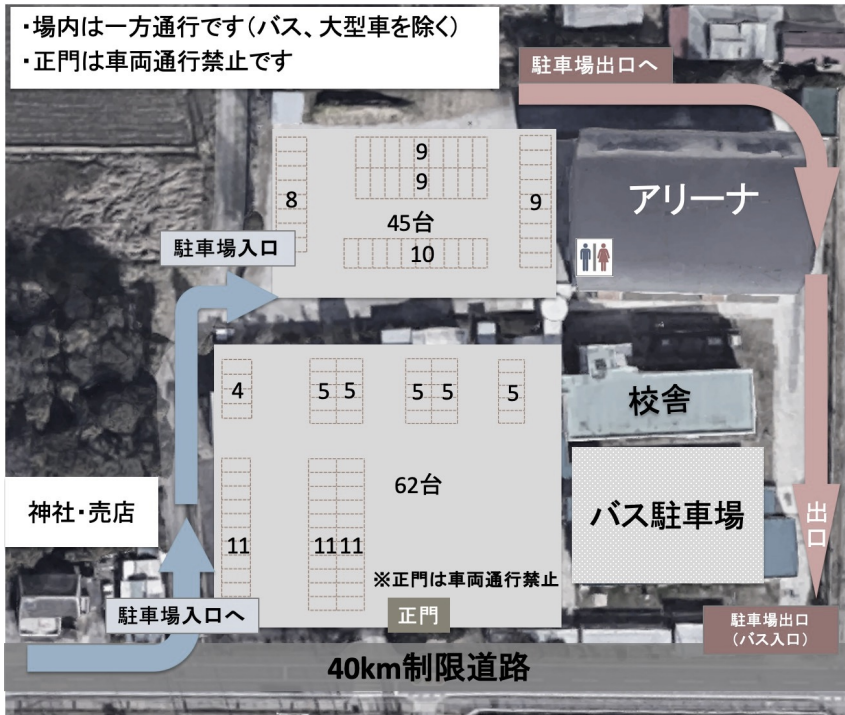 ・場内は一方通行です(バス、大型車を除く)
・正門は車両通行禁止です
駐車場出口へ
9
9
8
9
45台
10
アリーナ
駐車場入口
4
5 5
5 5
5
校舎
62台
神社・売店
バス駐車場
出口
11
11 11
※正門は車両通行禁止
駐車場入口へ
正門
駐車場出口
(バス入口)
40km制限道路